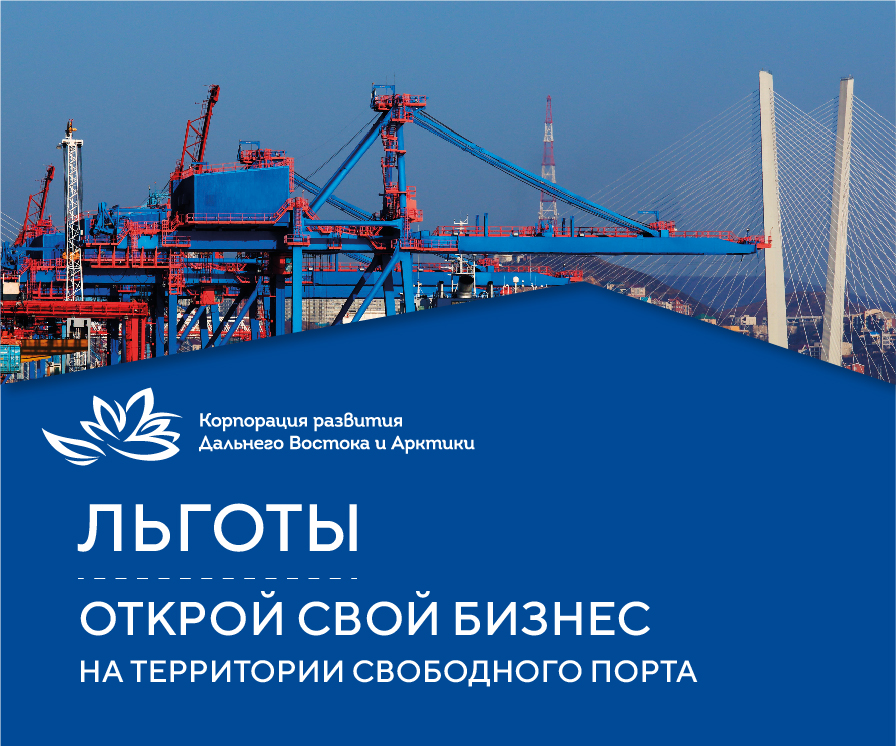 Корпорация развития
Дальнего Востока и Арктики
ЛЬГОТЫ
ОТКРОЙ СВОЙ БИЗНЕС
НА ТЕРРИТОРИИ СВОБОДНОГО ПОРТА